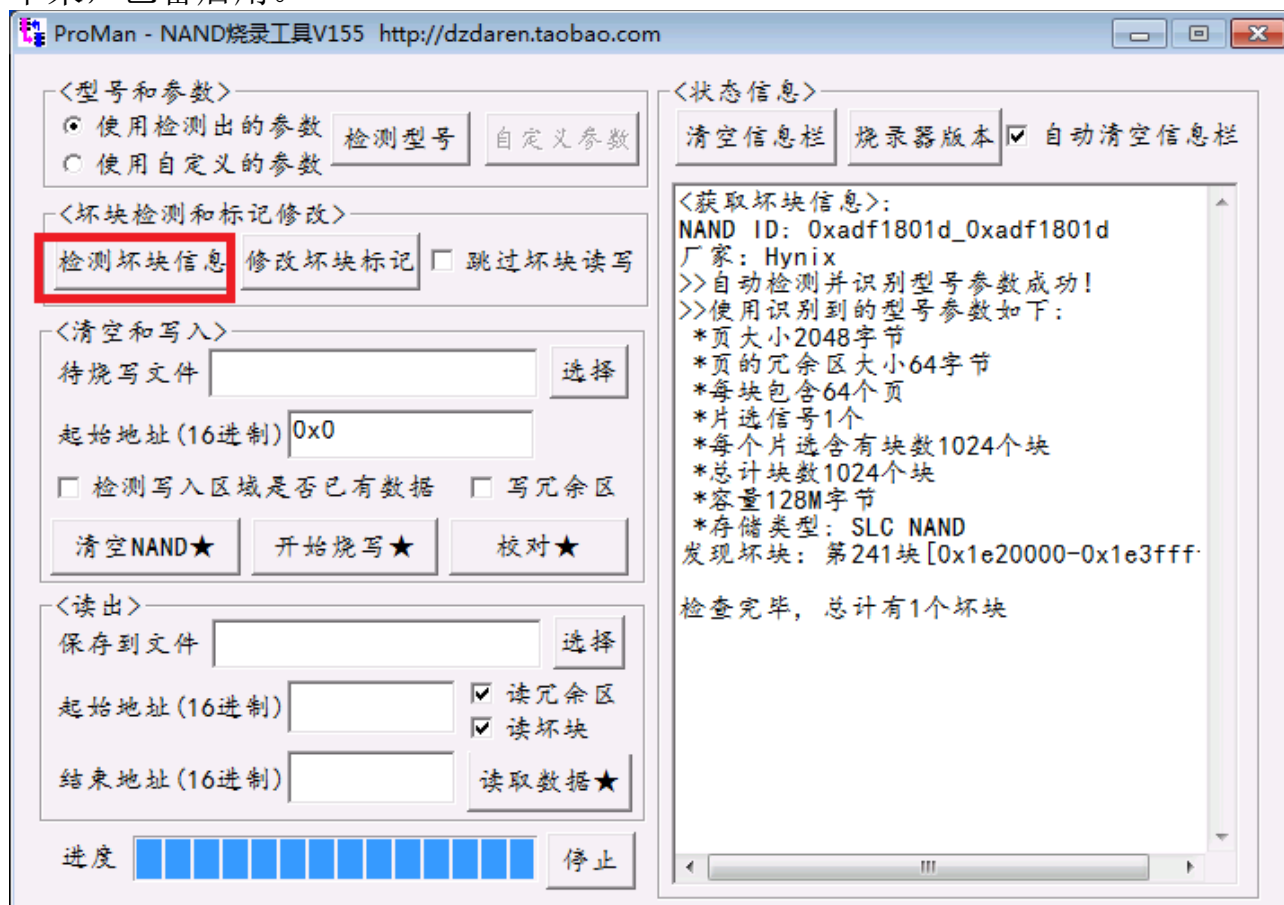 ProMan - NAND烧录工具V155 http://dzdaren.taobao.com
<型号和参数>
使用检测出的参数
使用自定义的参数
检测型号
自定义参数
<坏块检测和标记修改>
检测坏块信息
修改坏块标记
跳过坏块读写
<清空和写入>
待烧写文件
选择
起始地址(16进制)
0x0
检测写入区域是否已有数据
写冗余区
清空NAND★
开始烧写★
校对★
<读出>
保存到文件
选择
起始地址(16进制)
读冗余区
读坏块
结束地址(16进制)
读取数据★
进度
停止
<状态信息>
清空信息栏
烧录器版本
自动清空信息栏
<获取坏块信息>:
NAND ID: 0xadf1801d_0xadf1801d
厂家: Hynix
>>自动检测并识别型号参数成功!
>>使用识别到的型号参数如下:
*页大小2048字节
*页的冗余区大小64字节
*每块包含64个页
*片选信号1个
*每个片选含有块数1024个块
*总计块数1024个块
*容量128M字节
*存储类型: SLC NAND
发现坏块: 第241块[0x1e20000-0x1e3fff
检查完毕, 总计有1个坏块